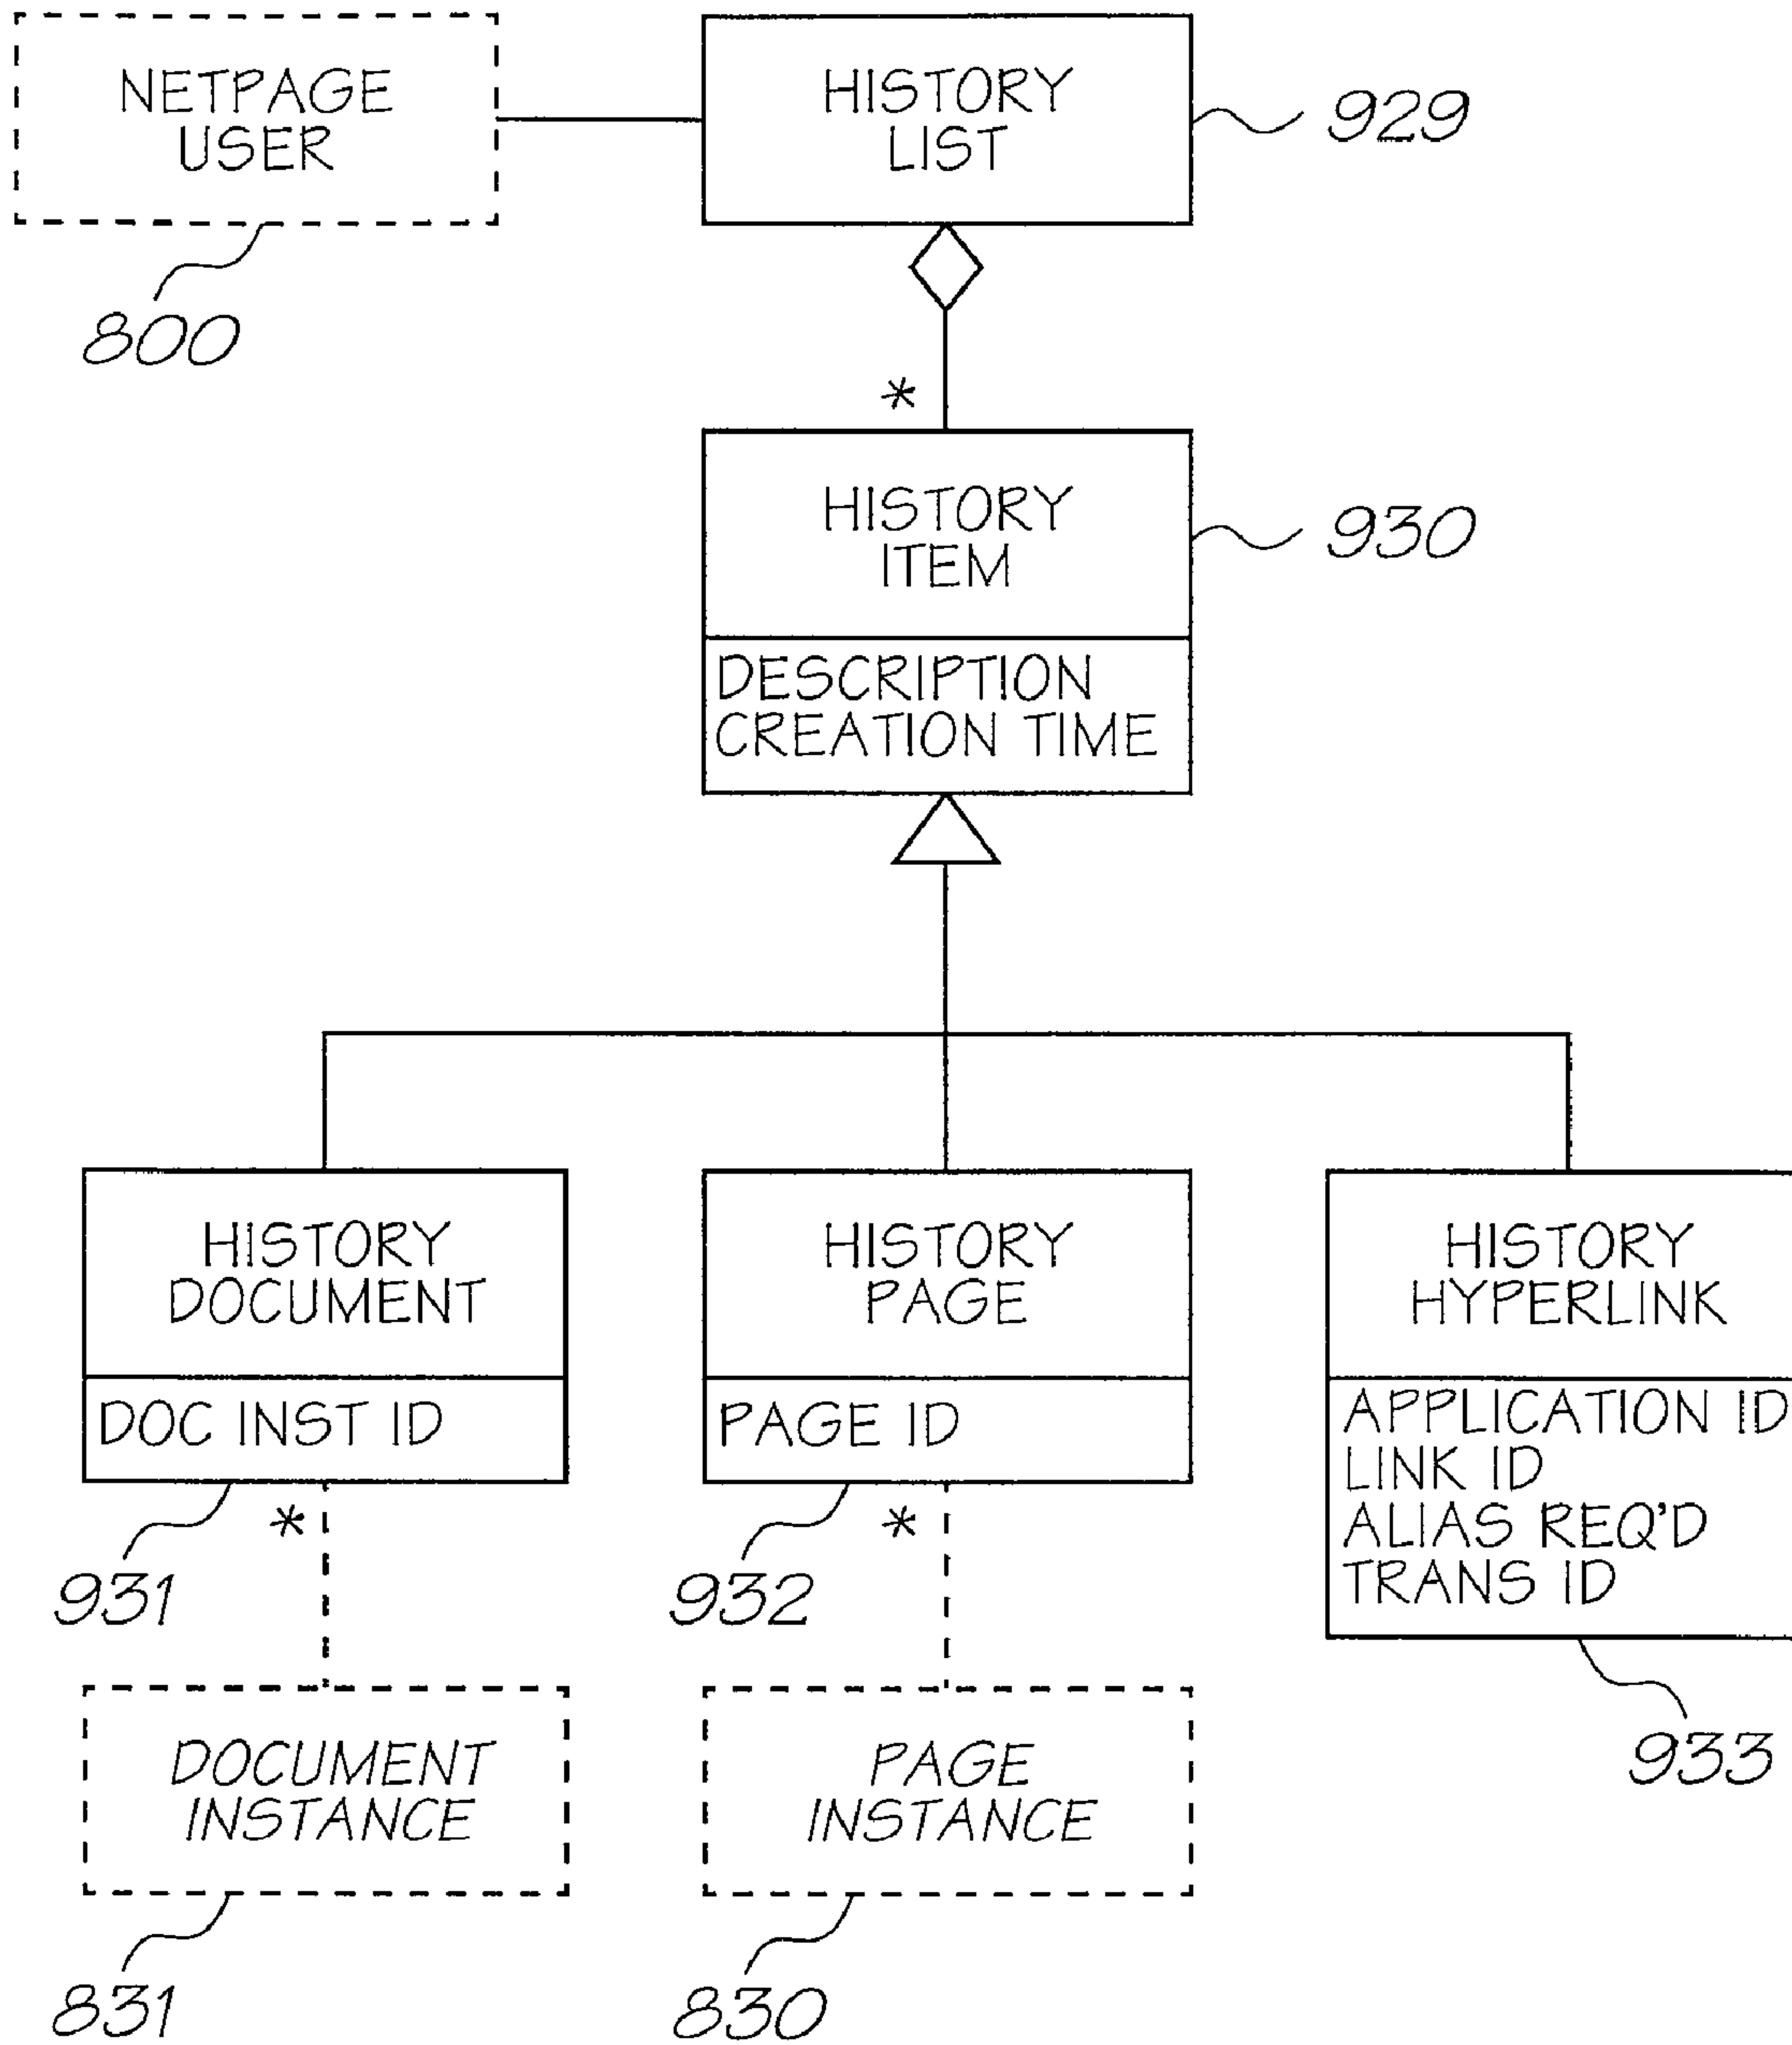 NETPAGE
USER
HISTORY
LIST
929
800
*
HISTORY
ITEM
930
DESCRIPTION
CREATION TIME
HISTORY
DOCUMENT
DOC INST ID
HISTORY
PAGE
PAGE ID
HISTORY
HYPERLINK
APPLICATION ID
LINK ID
ALIAS REQ'D
TRANS ID
931
*
932
*
933
DOCUMENT
INSTANCE
PAGE
INSTANCE
831
830